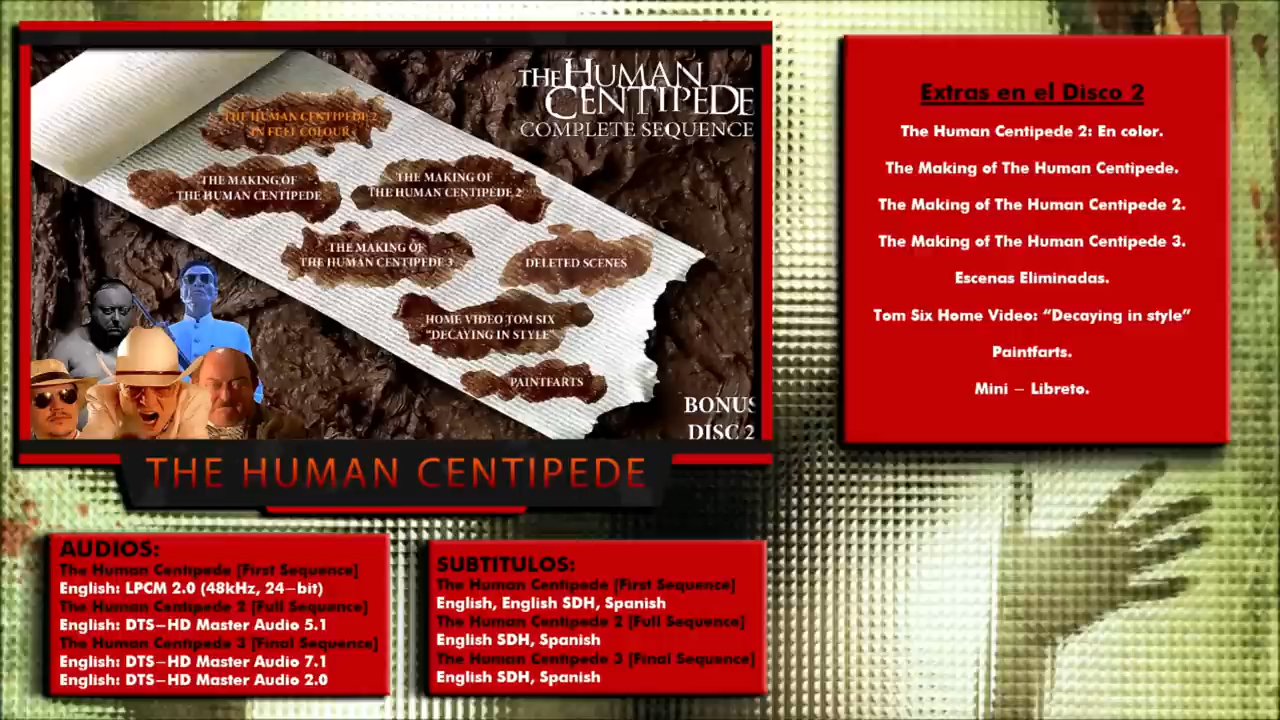 THE HUMAN
CENTIPEDE
COMPLETE SEQUENCE
THE HUMAN CENTIPEDE 2
IN FULL COLOUR
THE MAKING OF
THE HUMAN CENTIPEDE
THE MAKING OF
THE HUMAN CENTIPEDE 2
THE MAKING OF
THE HUMAN CENTIPEDE 3
DELETED SCENES
HOME VIDEO TOM SIX
"DECAYING IN STYLE"
PAINTFARTS
BONUS
DISC 2
THE HUMAN CENTIPEDE
Extras en el Disco 2
The Human Centipede 2: En color.
The Making of The Human Centipede.
The Making of The Human Centipede 2.
The Making of The Human Centipede 3.
Escenas Eliminadas.
Tom Six Home Video: “Decaying in style”
Paintfarts.
Mini – Libreto.
AUDIOS:
The Human Centipede [First Sequence]
English: LPCM 2.0 (48kHz, 24-bit)
The Human Centipede 2 [Full Sequence]
English: DTS-HD Master Audio 5.1
The Human Centipede 3 [Final Sequence]
English: DTS-HD Master Audio 7.1
English: DTS-HD Master Audio 2.0
SUBTITULOS:
The Human Centipede [First Sequence]
English, English SDH, Spanish
The Human Centipede 2 [Full Sequence]
English SDH, Spanish
The Human Centipede 3 [Final Sequence]
English SDH, Spanish